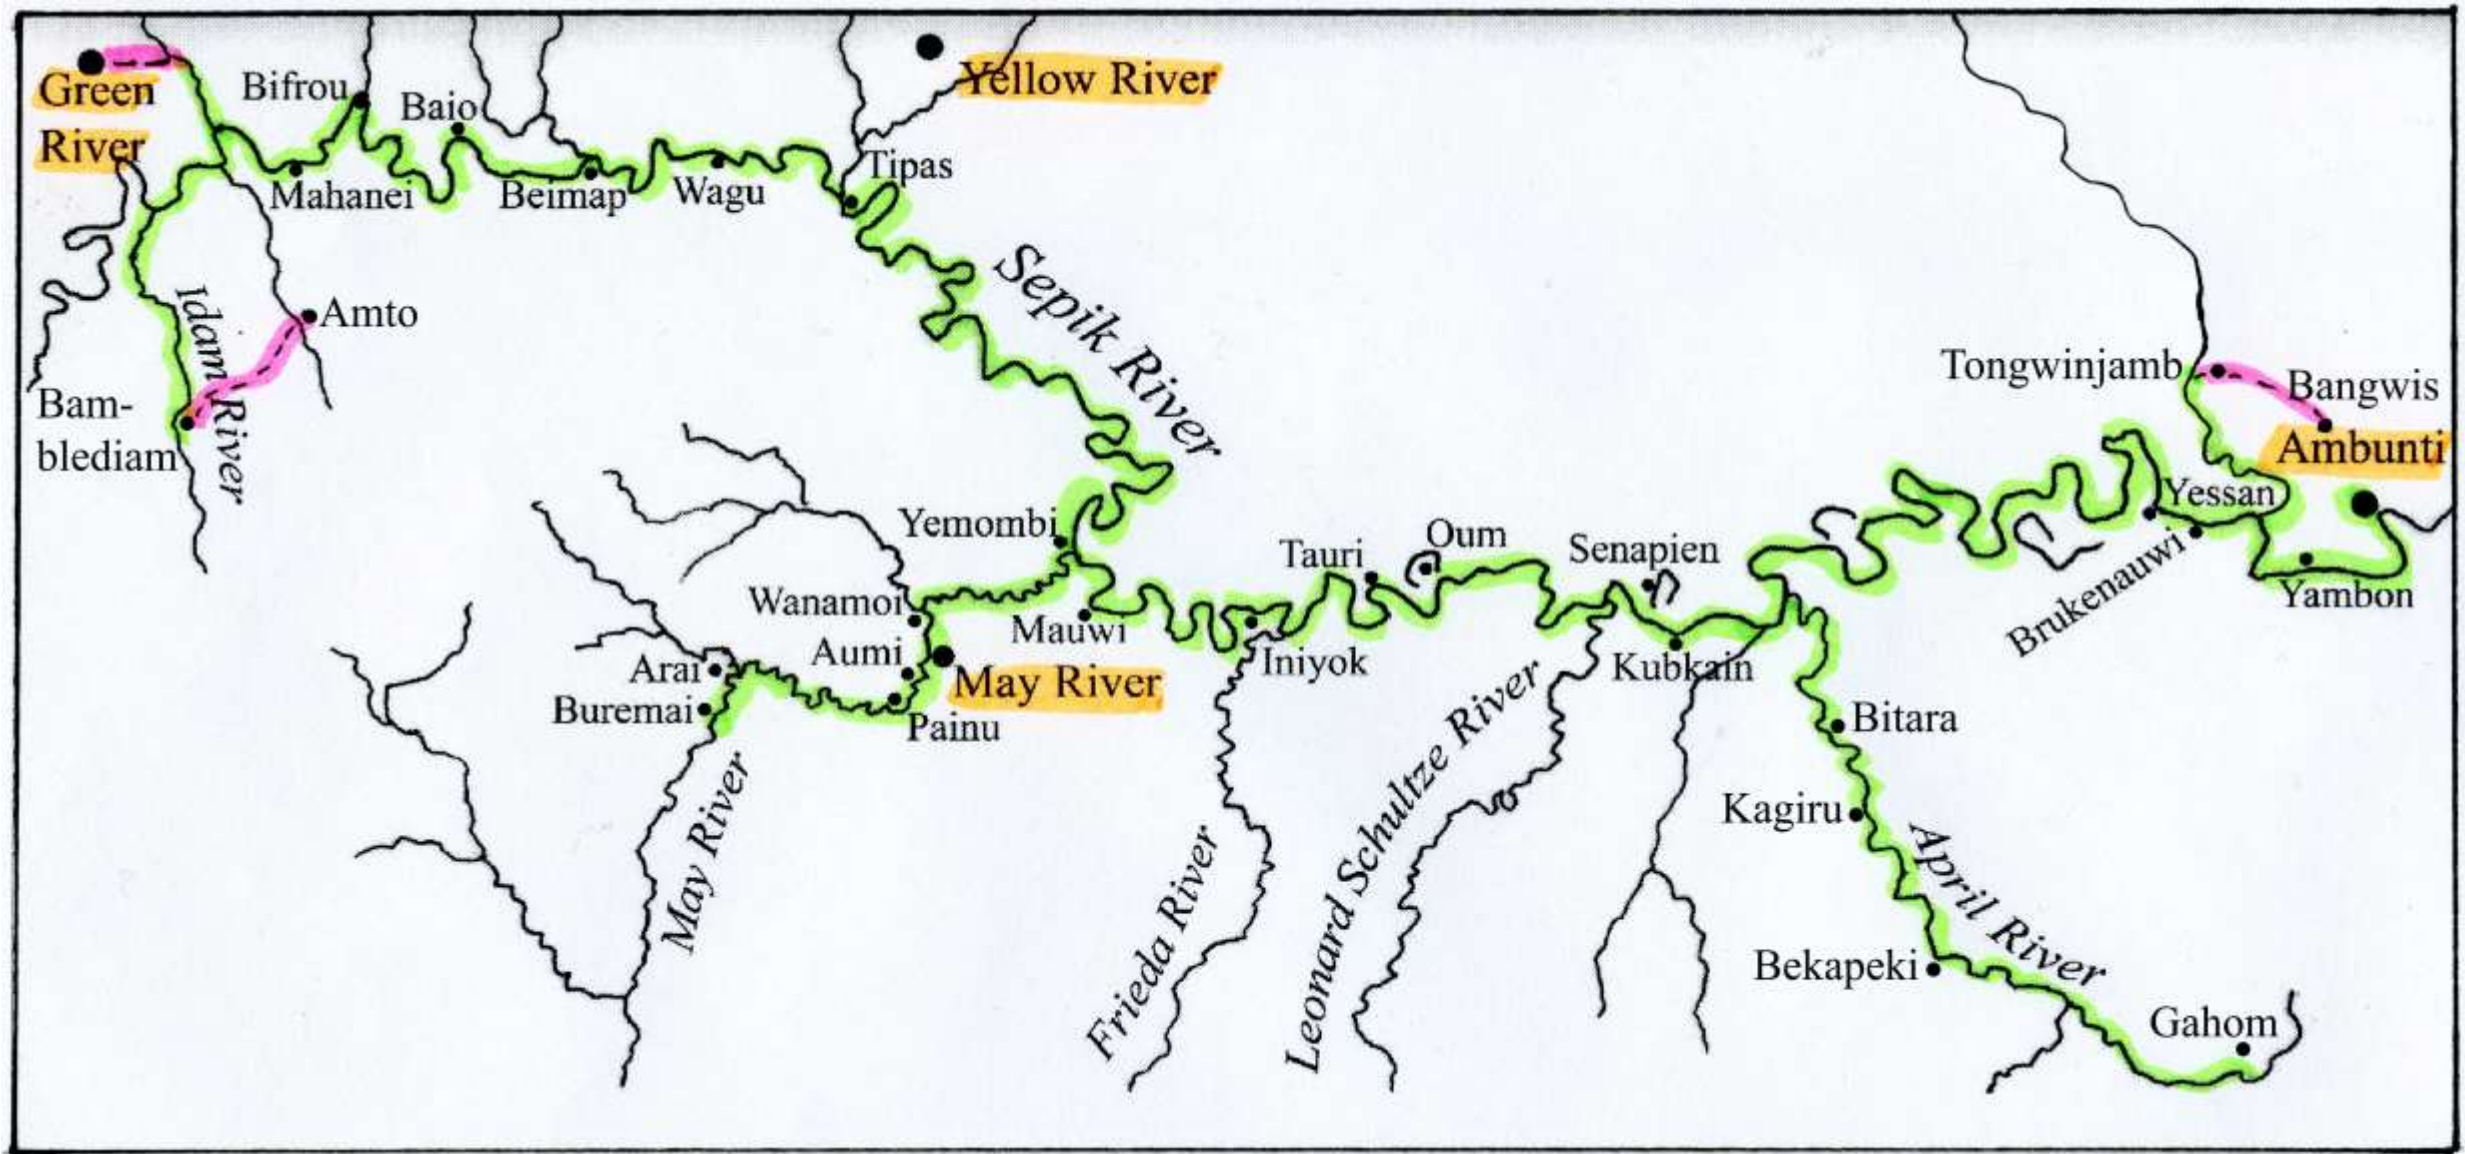 Green
River
Bifrou
Baio
Yellow River
Mahanei
Beimap
Wagu
Tipas
Sepik River
Idam River
Amto
Bam-
blediam
Tongwinjamb
Bangwis
Ambunti
Yemombi
Yessan
Oum
Tauri
Senapien
Brukenauwi
Yambon
Wanamoi
Mauwi
Aumi
Arai
May River
Iniyok
Kubkain
Buremai
Painu
Bitara
May River
Frieda River
Leonard Schultze River
Kagiru
April River
Bekapeki
Gahom